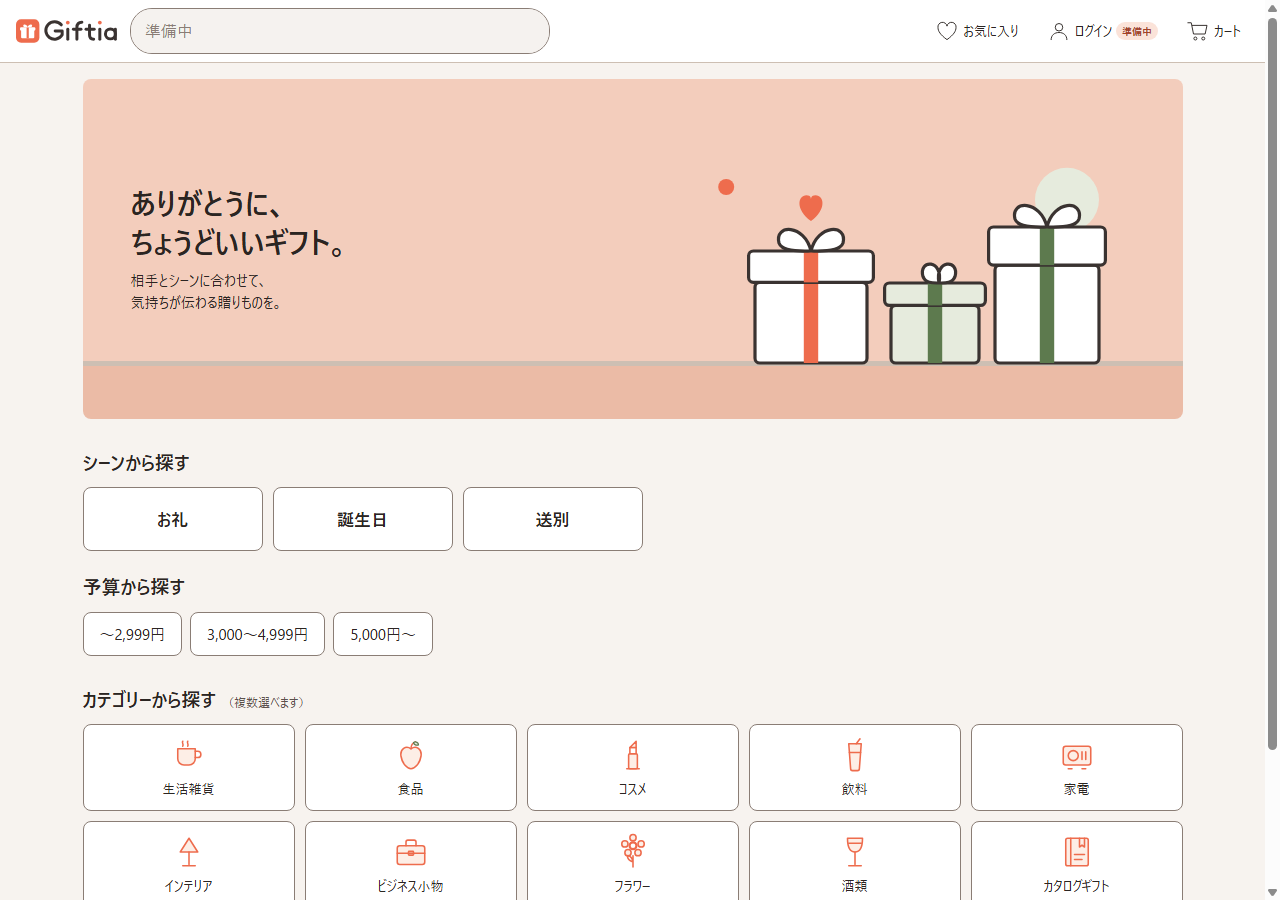 Giftia
準備中
お気に入り
ログイン 準備中
カート
ありがとうに、
ちょうどいいギフト。
相手とシーンに合わせて、
気持ちが伝わる贈りものを。
シーンから探す
お礼
誕生日
送別
予算から探す
～2,999円
3,000～4,999円
5,000円～
カテゴリーから探す （複数選べます）
生活雑貨
食品
コスメ
飲料
家電
インテリア
ビジネス小物
フラワー
酒類
カタログギフト